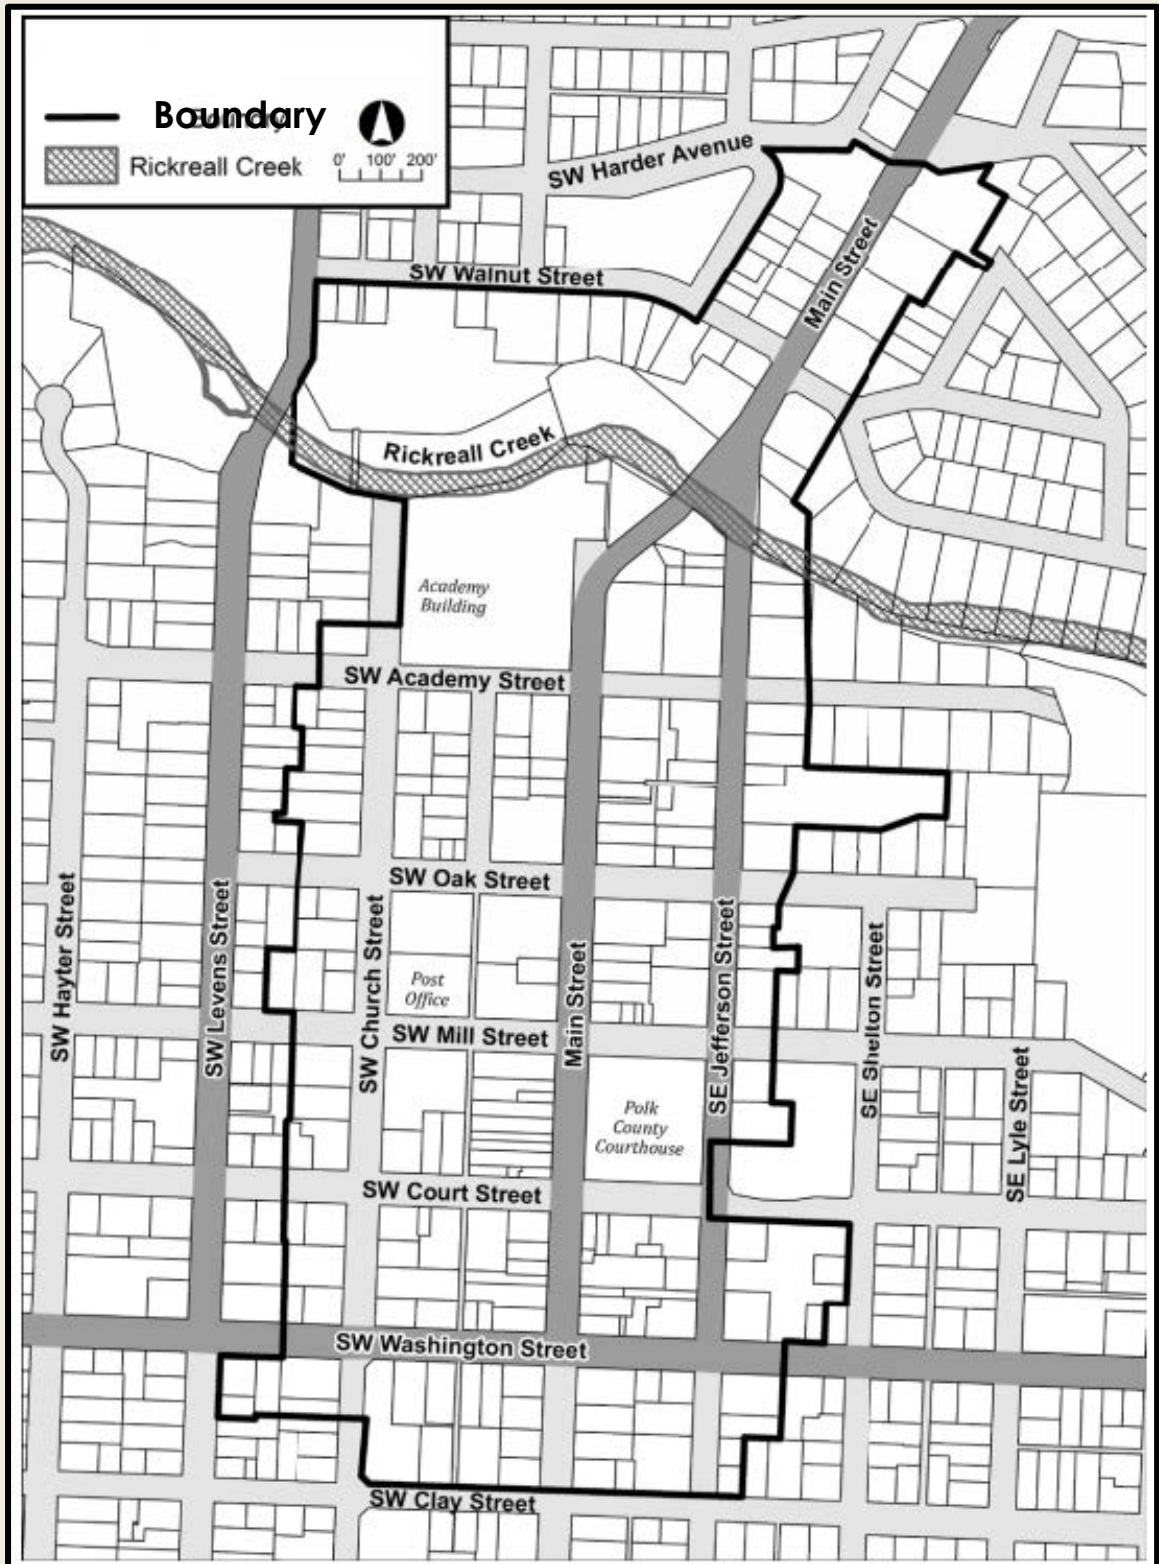 Boundary
Rickreall Creek
0' 100' 200'
SW Harder Avenue
SW Walnut Street
Main Street
Rickreall Creek
Academy
Building
SW Academy Street
SW Oak Street
SW Hayter Street
SW Levens Street
SW Church Street
Post
Office
Main Street
SE Jefferson Street
SE Shelton Street
SW Mill Street
SE Lyle Street
Polk
County
Courthouse
SW Court Street
SW Washington Street
SW Clay Street